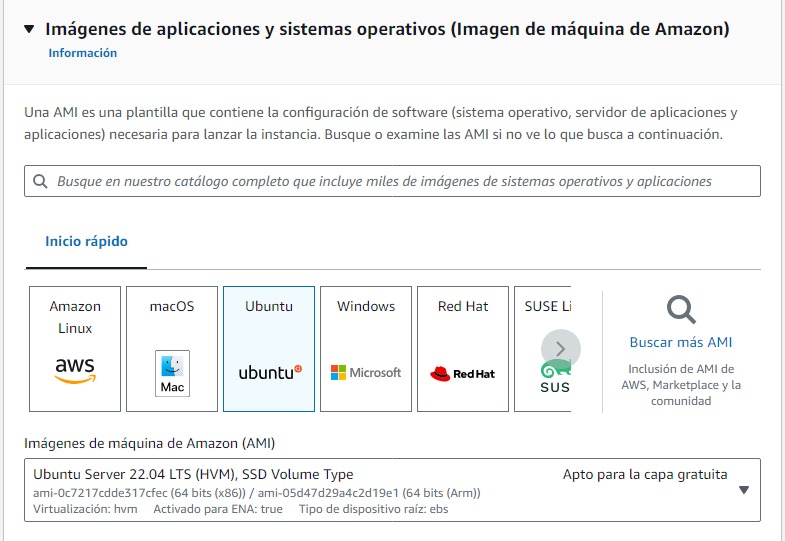 Imágenes de aplicaciones y sistemas operativos (Imagen de máquina de Amazon)
Información
Una AMI es una plantilla que contiene la configuración de software (sistema operativo, servidor de aplicaciones y
aplicaciones) necesaria para lanzar la instancia. Busque o examine las AMI si no ve lo que busca a continuación.
Busque en nuestro catálogo completo que incluye miles de imágenes de sistemas operativos y aplicaciones
Inicio rápido
Amazon
Linux
aws
macOS
Mac
Ubuntu
ubuntu
Windows
Microsoft
Red Hat
Red Hat
SUSE Li
SUS
Buscar más AMI
Inclusión de AMI de
AWS, Marketplace y la
comunidad
Imágenes de máquina de Amazon (AMI)
Ubuntu Server 22.04 LTS (HVM), SSD Volume Type
Apto para la capa gratuita
ami-0c7217cdde317cfec (64 bits (x86)) / ami-05d47d29a4c2d19e1 (64 bits (Arm))
Virtualización: hvm Activado para ENA: true Tipo de dispositivo raíz: ebs